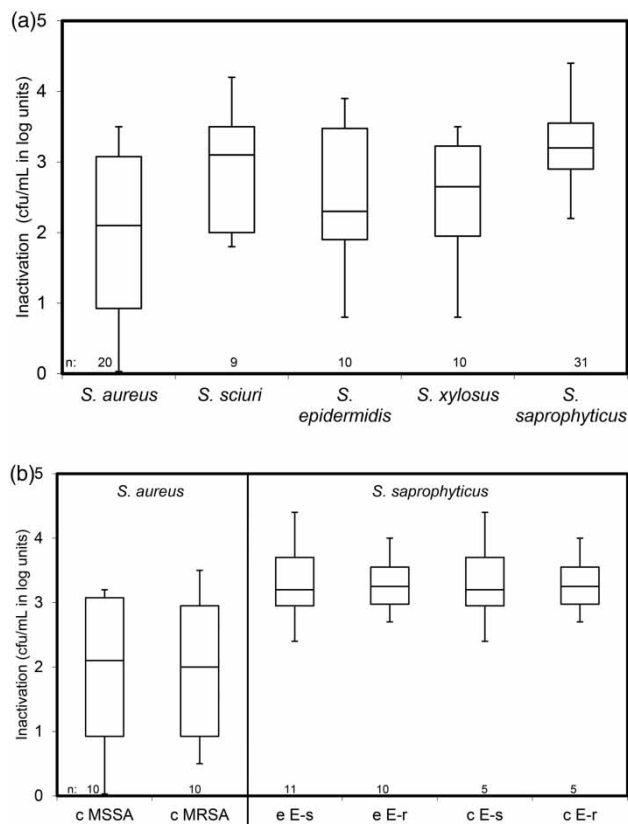 (a)
5
4
3
2
1
0
Inactivation (cfu/mL in log units)
n: 20 9 10 10 31
S. aureus S. sciuri S. epidermidis S. xylosus S. saprophyticus
(b)
5
4
3
2
1
0
Inactivation (cfu/mL in log units)
S. aureus S. saprophyticus
n: 10 10 11 10 5 5
c MSSA c MRSA e E-s e E-r c E-s c E-r